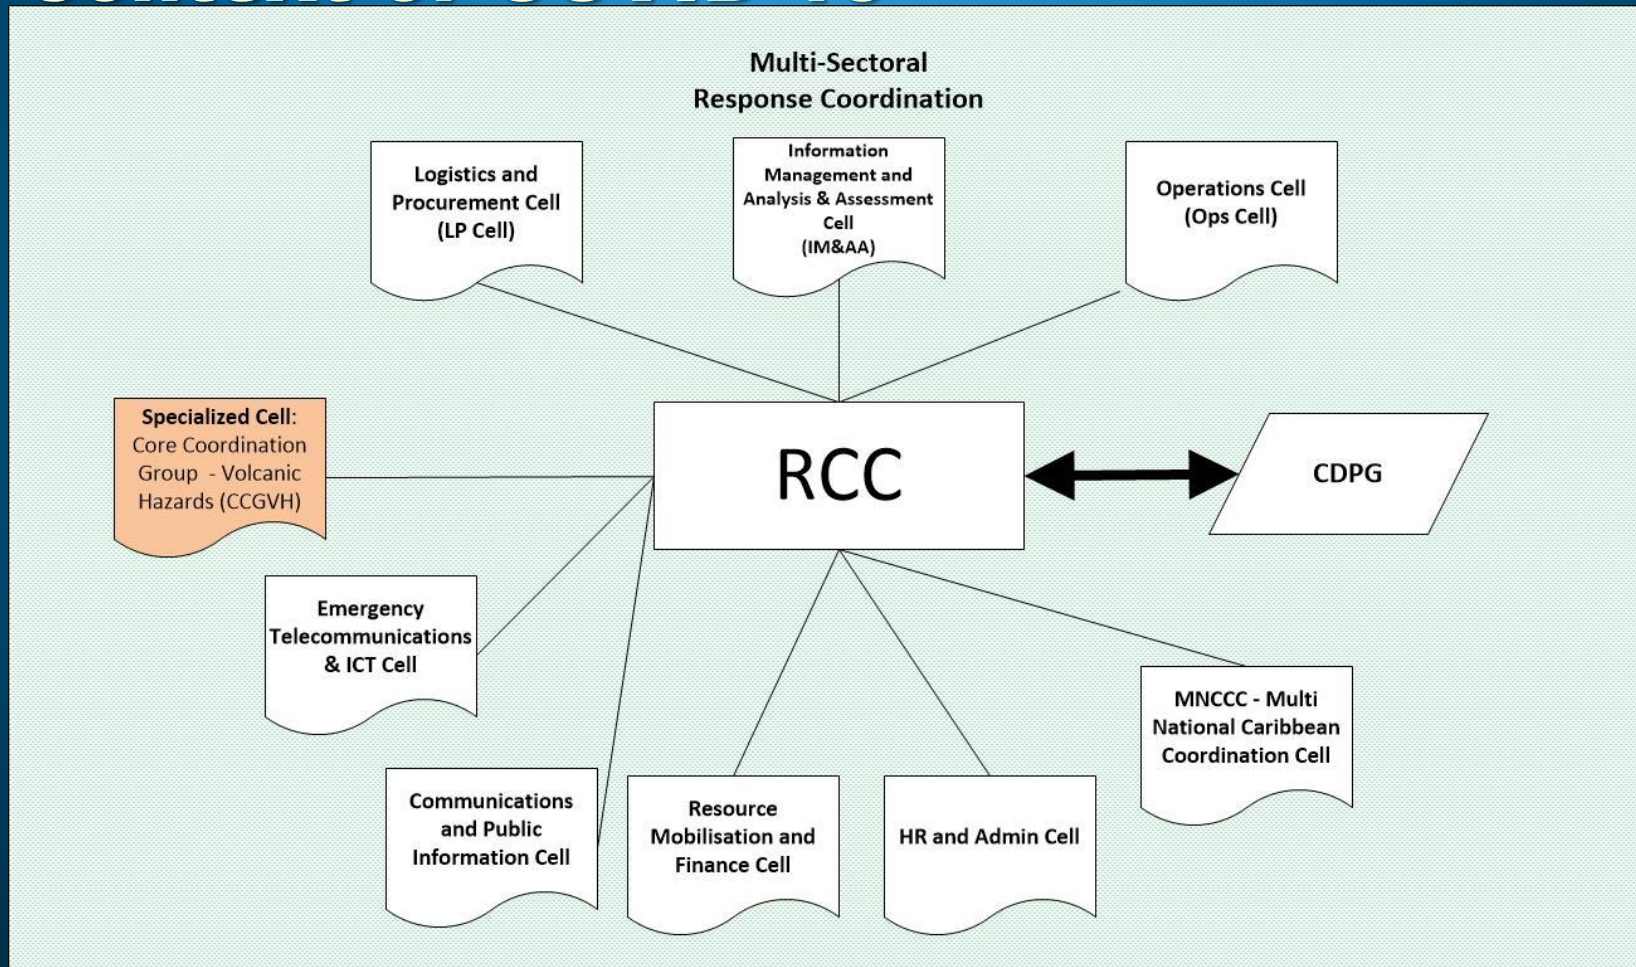 Multi-Sectoral
Response Coordination
Logistics and
Procurement Cell
(LP Cell)
Information
Management and
Analysis & Assessment
Cell
(IM&AA)
Operations Cell
(Ops Cell)
Specialized Cell:
Core Coordination
Group - Volcanic
Hazards (CCGVH)
RCC
CDPG
Emergency
Telecommunications
& ICT Cell
MNCCC - Multi
National Caribbean
Coordination Cell
Communications
and Public
Information Cell
Resource
Mobilisation and
Finance Cell
HR and Admin Cell